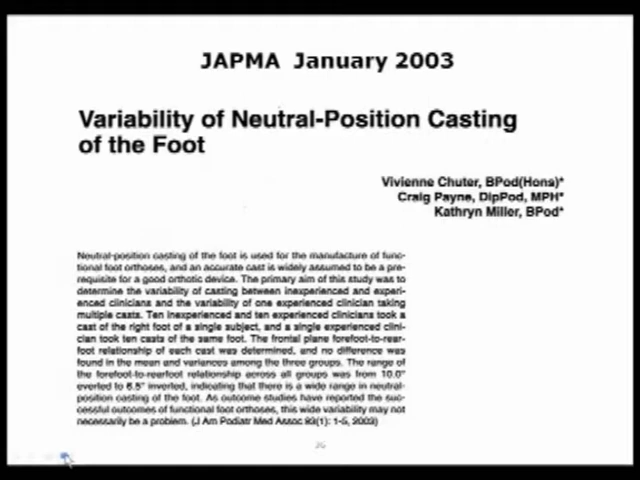 JAPMA January 2003
Variability of Neutral-Position Casting
of the Foot
Vivienne Chuter, BPod(Hons)*
Craig Payne, DipPod, MPH*
Kathryn Miller, BPod*
Neutral-position casting of the foot is used for the manufacture of func-
tional foot orthoses, and an accurate cast is widely assumed to be a pre-
requisite for a good orthotic device. The primary aim of this study was to
determine the variability of casting between inexperienced and experi-
enced clinicians and the variability of one experienced clinician taking
multiple casts. Ten inexperienced and ten experienced clinicians took a
cast of the right foot of a single subject, and a single experienced clini-
cian took ten casts of the same foot. The frontal plane forefoot-to-rear-
foot relationship of each cast was determined, and no difference was
found in the mean and variances among the three groups. The range of
the forefoot-to-rearfoot relationship across all groups was from 10.0°
everted to 6.5° inverted, indicating that there is a wide range in neutral-
position casting of the foot. As outcome studies have reported the suc-
cessful outcomes of functional foot orthoses, this wide variability may not
necessarily be a problem. (J Am Podiatr Med Assoc 93(1): 1-5, 2003)